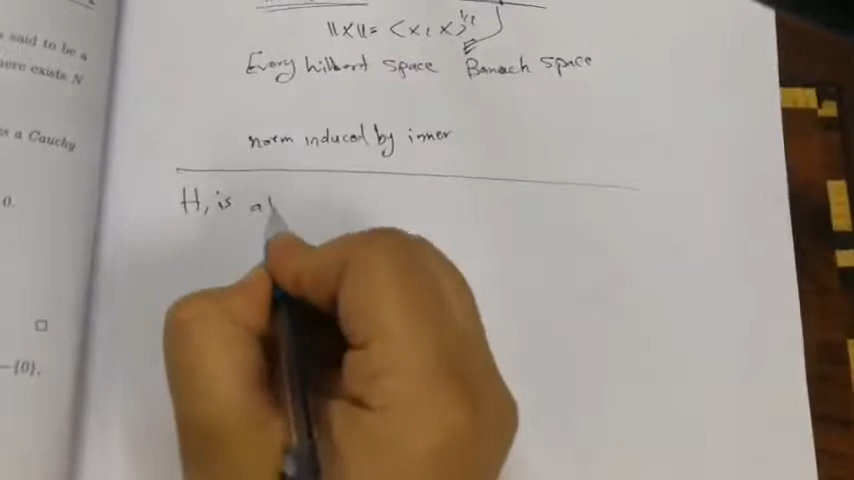 said to be a
there exists N
s a Cauchy
0.
□
−{0}.
||x|| = <x, x>^1/2
Every hilbert space Banach space
norm induced by inner
H, is a